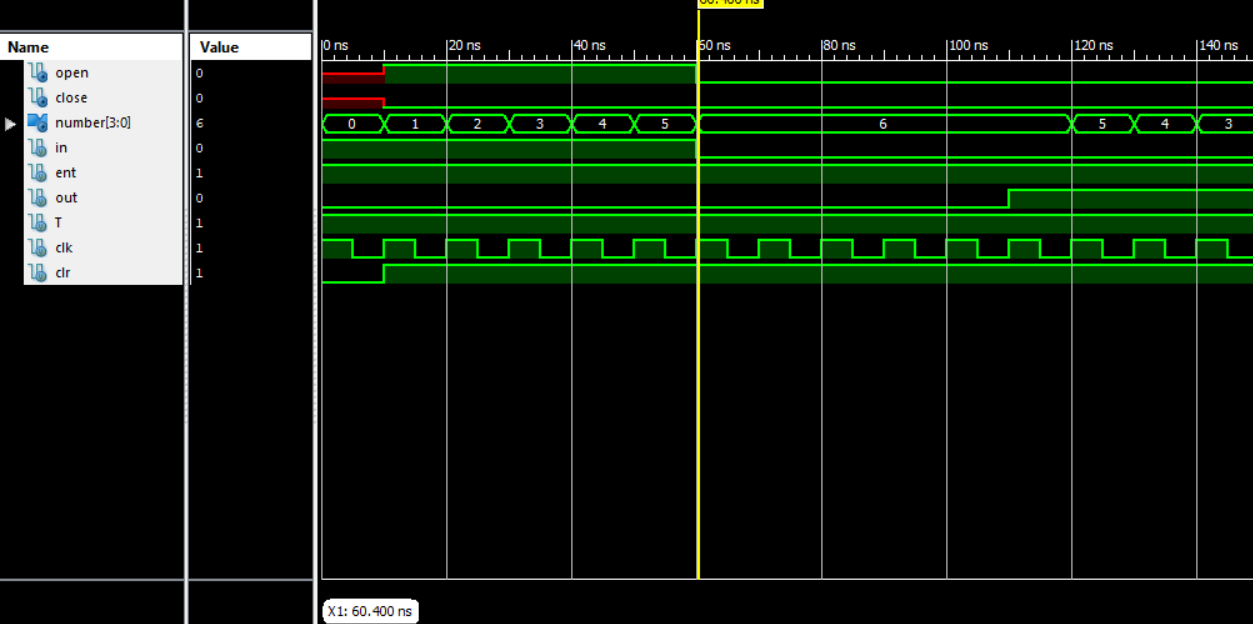 60.400 ns
Name Value
0 ns 20 ns 40 ns 60 ns 80 ns 100 ns 120 ns 140 ns
open 0
close 0
number[3:0] 6 0 1 2 3 4 5 6 5 4 3
in 0
ent 1
out 0
T 1
clk 1
clr 1
X1: 60.400 ns